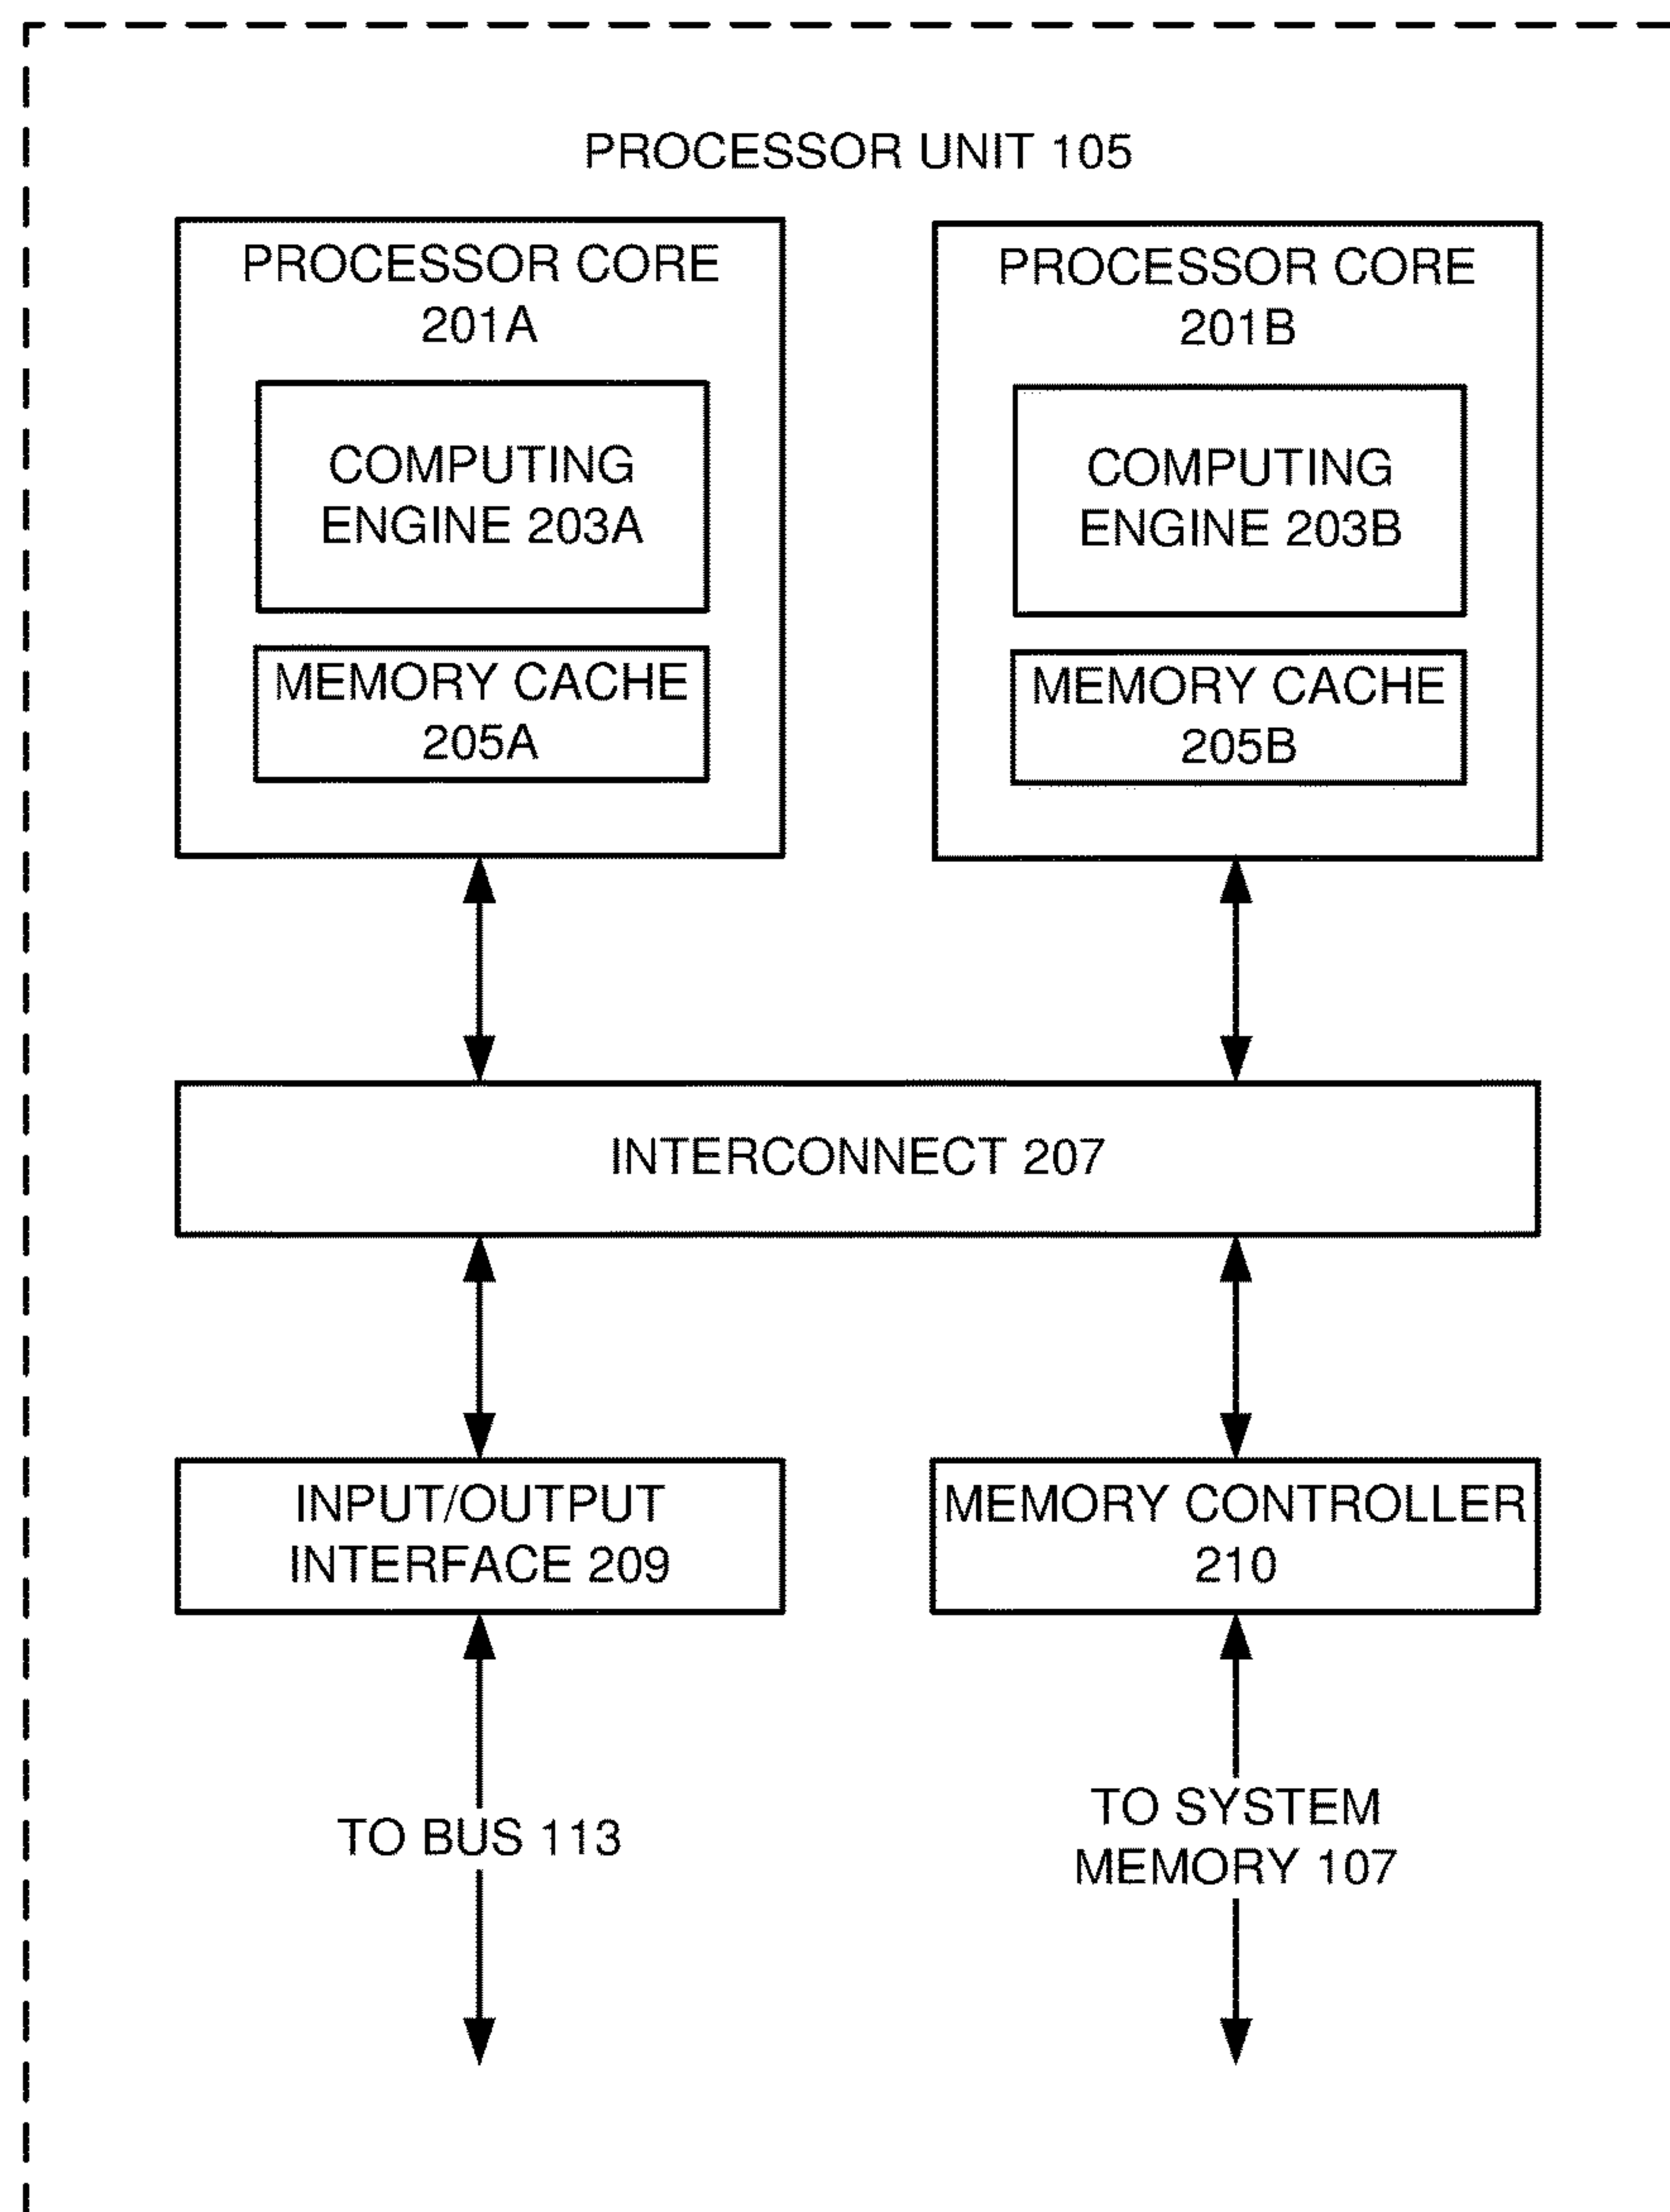 PROCESSOR UNIT 105
PROCESSOR CORE
201A
COMPUTING
ENGINE 203A
MEMORY CACHE
205A
PROCESSOR CORE
201B
COMPUTING
ENGINE 203B
MEMORY CACHE
205B
INTERCONNECT 207
INPUT/OUTPUT
INTERFACE 209
MEMORY CONTROLLER
210
TO BUS 113
TO SYSTEM
MEMORY 107